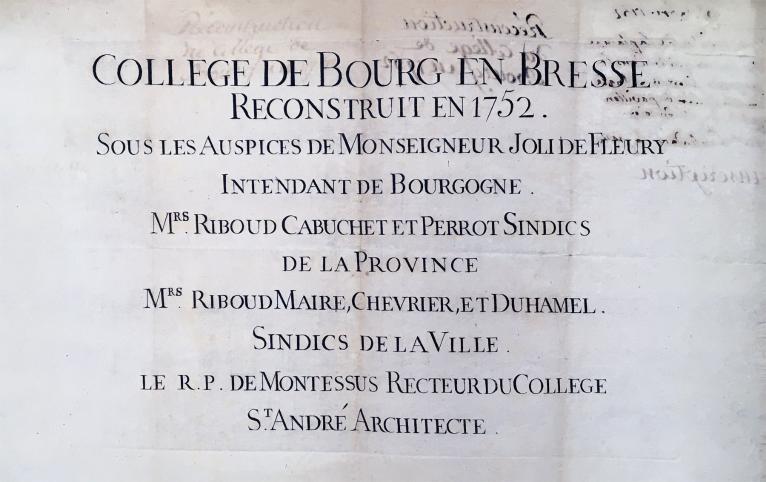 COLLEGE DE BOURG EN BRESSE
RECONSTRUIT EN 1752.
SOUS LES AUSPICES DE MONSEIGNEUR JOLI DE FLEURY
INTENDANT DE BOURGOGNE.
MRS. RIBOUD CABUCHET ET PERROT SINDICS
DE LA PROVINCE
MRS. RIBOUD MAIRE, CHEVRIER, ET DUHAMEL.
SINDICS DE LA VILLE.
LE R.P. DE MONTESSUS RECTEUR DU COLLEGE
ST. ANDRÉ ARCHITECTE.